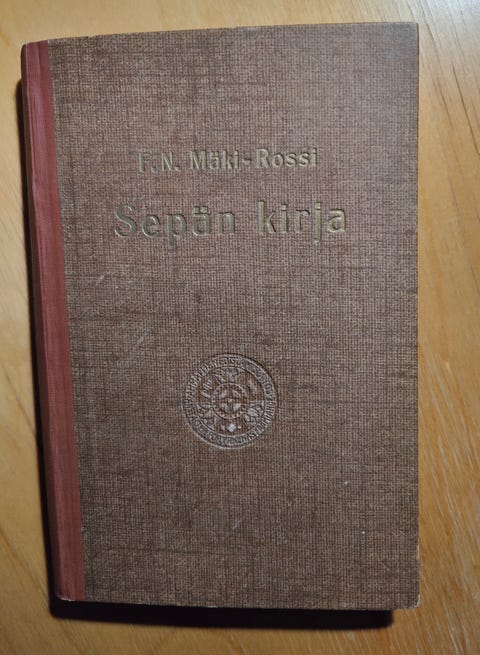 F. N. Mäki-Rossi
Sepän kirja